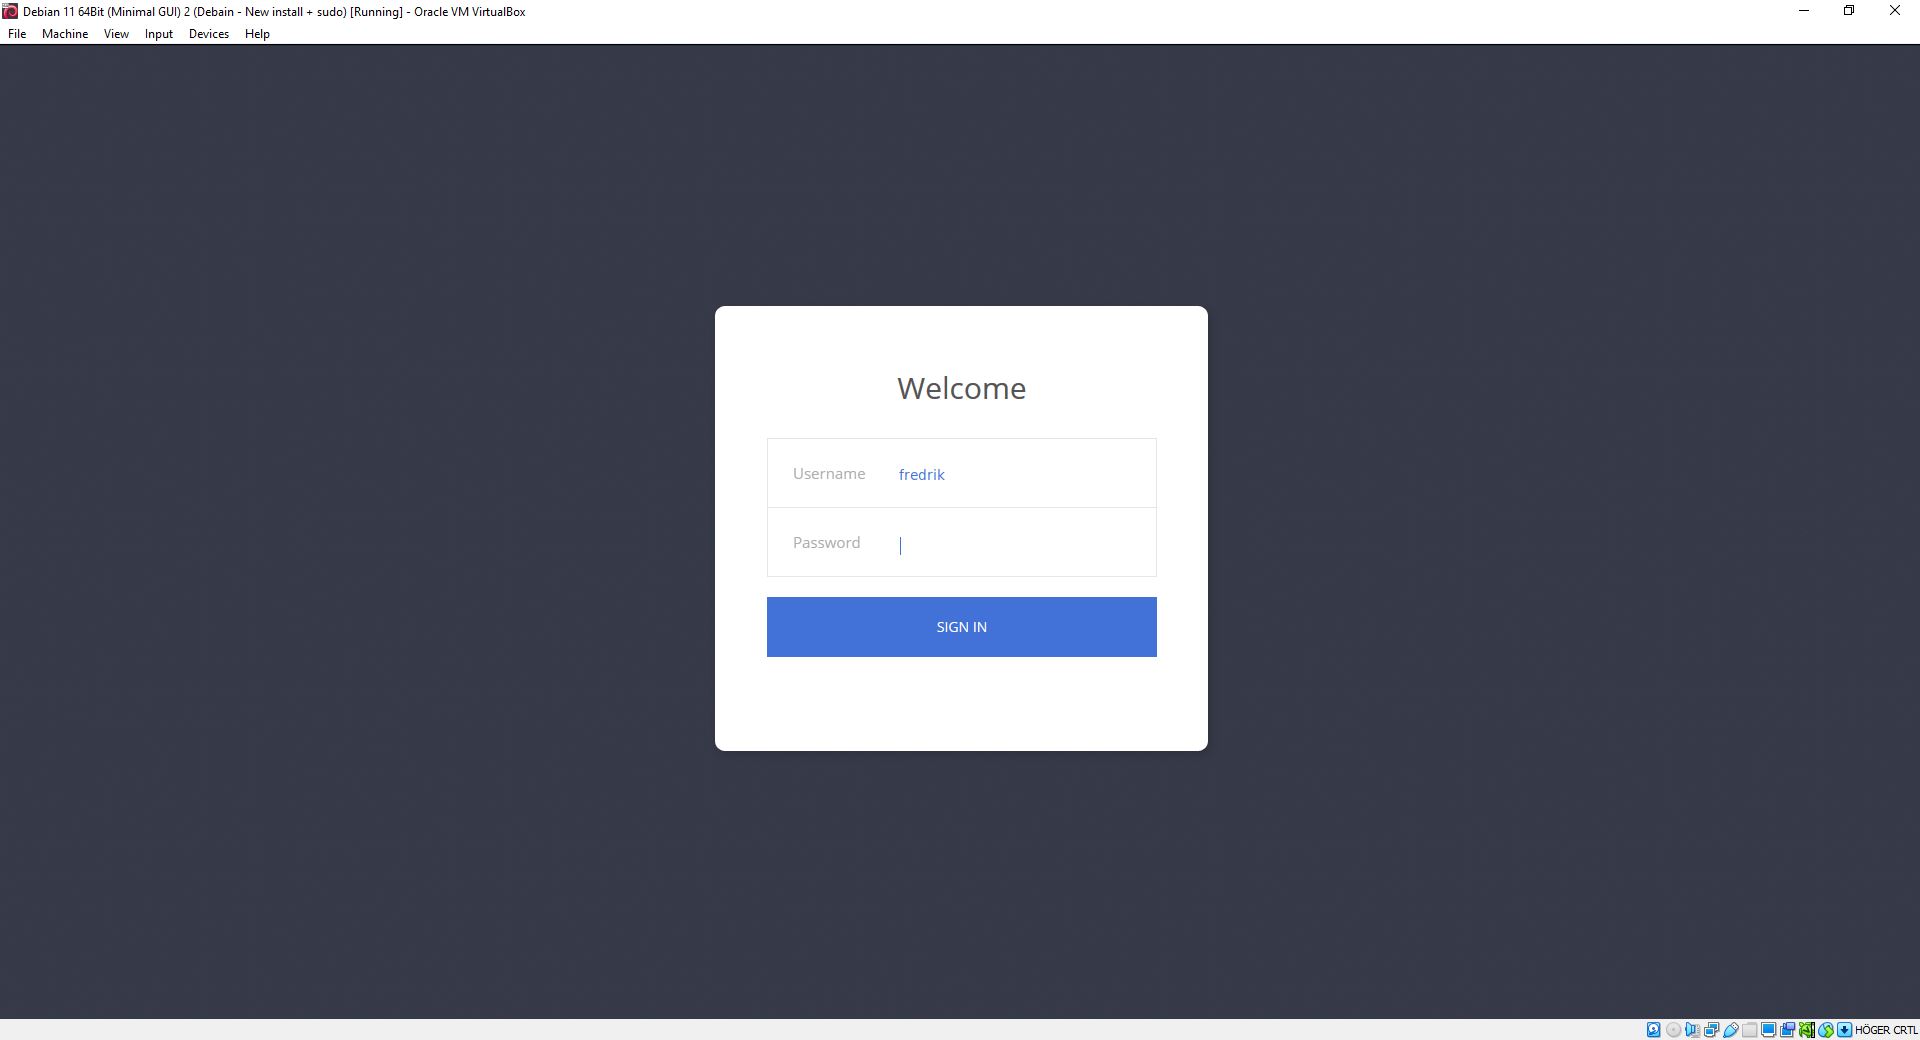 Debian 11 64Bit (Minimal GUI) 2 (Debain - New install + sudo) [Running] - Oracle VM VirtualBox
File Machine View Input Devices Help
Welcome
Username fredrik
Password
SIGN IN
HÖGER CRTL